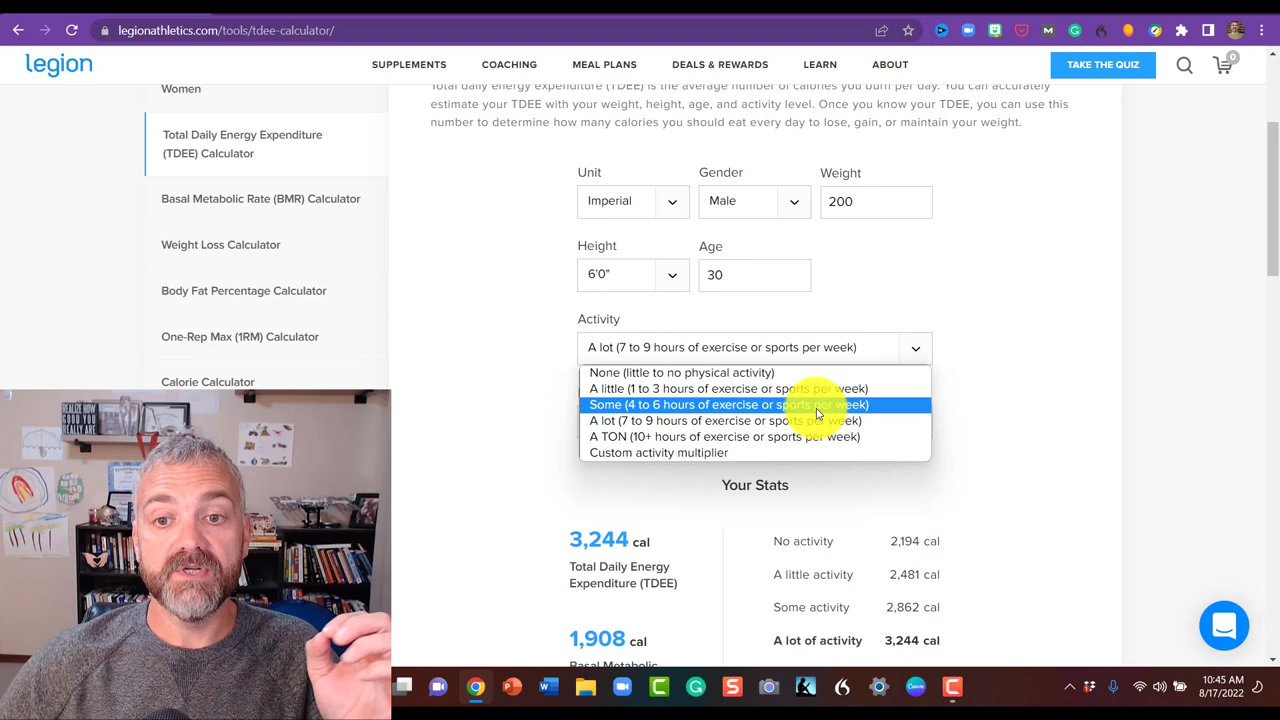 legionathletics.com/tools/tdee-calculator/
legion
SUPPLEMENTS
COACHING
MEAL PLANS
DEALS & REWARDS
LEARN
ABOUT
TAKE THE QUIZ
0
Women
Total Daily Energy Expenditure
(TDEE) Calculator
Basal Metabolic Rate (BMR) Calculator
Weight Loss Calculator
Body Fat Percentage Calculator
One-Rep Max (1RM) Calculator
Calorie Calculator
Total daily energy expenditure (TDEE) is the average number of calories you burn per day. You can accurately
estimate your TDEE with your weight, height, age, and activity level. Once you know your TDEE, you can use this
number to determine how many calories you should eat every day to lose, gain, or maintain your weight.
Unit
Gender
Weight
Imperial
Male
200
Height
Age
6'0"
30
Activity
A lot (7 to 9 hours of exercise or sports per week)
None (little to no physical activity)
A little (1 to 3 hours of exercise or sports per week)
Some (4 to 6 hours of exercise or sports per week)
A lot (7 to 9 hours of exercise or sports per week)
A TON (10+ hours of exercise or sports per week)
Custom activity multiplier
Your Stats
3,244 cal
Total Daily Energy
Expenditure (TDEE)
1,908 cal
Basal Metabolic
No activity 2,194 cal
A little activity 2,481 cal
Some activity 2,862 cal
A lot of activity 3,244 cal
REALIZE HOW
GOOD YOU
REALLY ARE
10:45 AM
8/17/2022